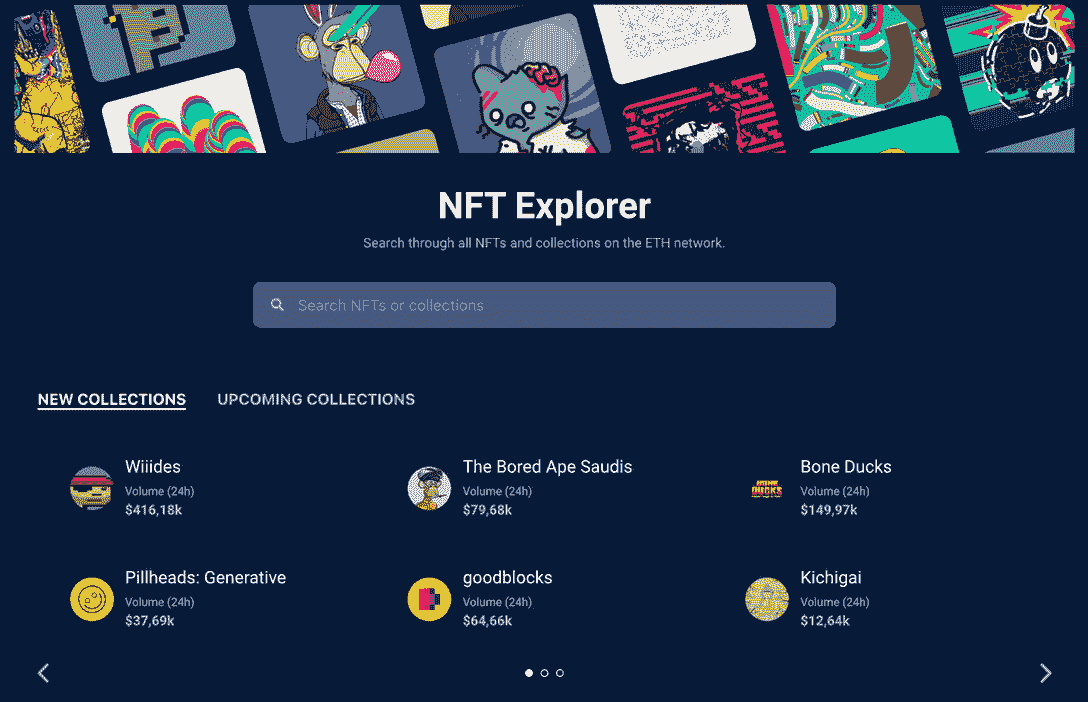 NFT Explorer
Search through all NFTs and collections on the ETH network.
Search NFTs or collections
NEW COLLECTIONS UPCOMING COLLECTIONS
Wiiides
Volume (24h)
$416,18k
The Bored Ape Saudis
Volume (24h)
$79,68k
Bone Ducks
Volume (24h)
$149,97k
Pillheads: Generative
Volume (24h)
$37,69k
goodblocks
Volume (24h)
$64,66k
Kichigai
Volume (24h)
$12,64k